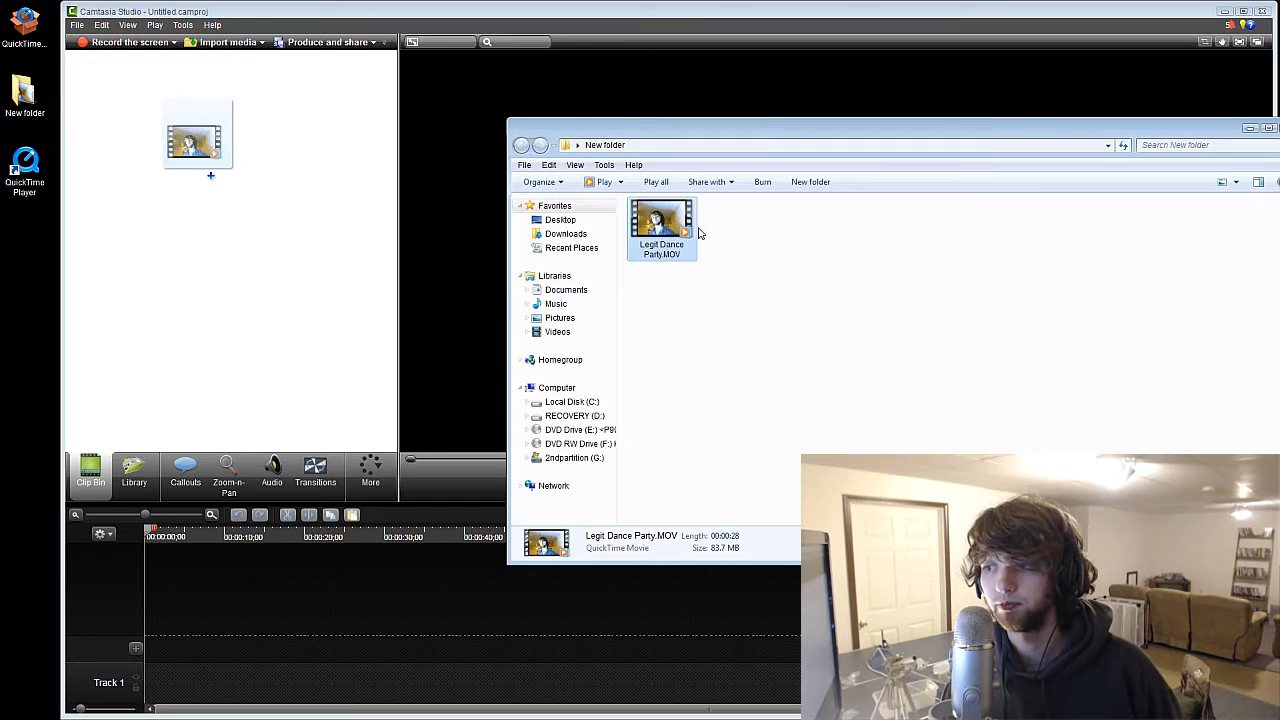 QuickTime...
New folder
QuickTime
Player
Camtasia Studio - Untitled.camproj
File Edit View Play Tools Help
Record the screen Import media Produce and share
Clip Bin Library Callouts Zoom-n-Pan Audio Transitions More
00:00:00;00 00:00:10;00 00:00:20;00 00:00:30;00 00:00:40;00
Track 1
New folder
Search New folder
File Edit View Tools Help
Organize Play Play all Share with Burn New folder
Favorites
Desktop
Downloads
Recent Places
Libraries
Documents
Music
Pictures
Videos
Homegroup
Computer
Local Disk (C:)
RECOVERY (D:)
DVD Drive (E:) <P90
DVD RW Drive (F:)
2ndpartition (G:)
Network
Legit Dance
Party.MOV
Legit Dance Party.MOV Length: 00:00:28
QuickTime Movie Size: 83.7 MB